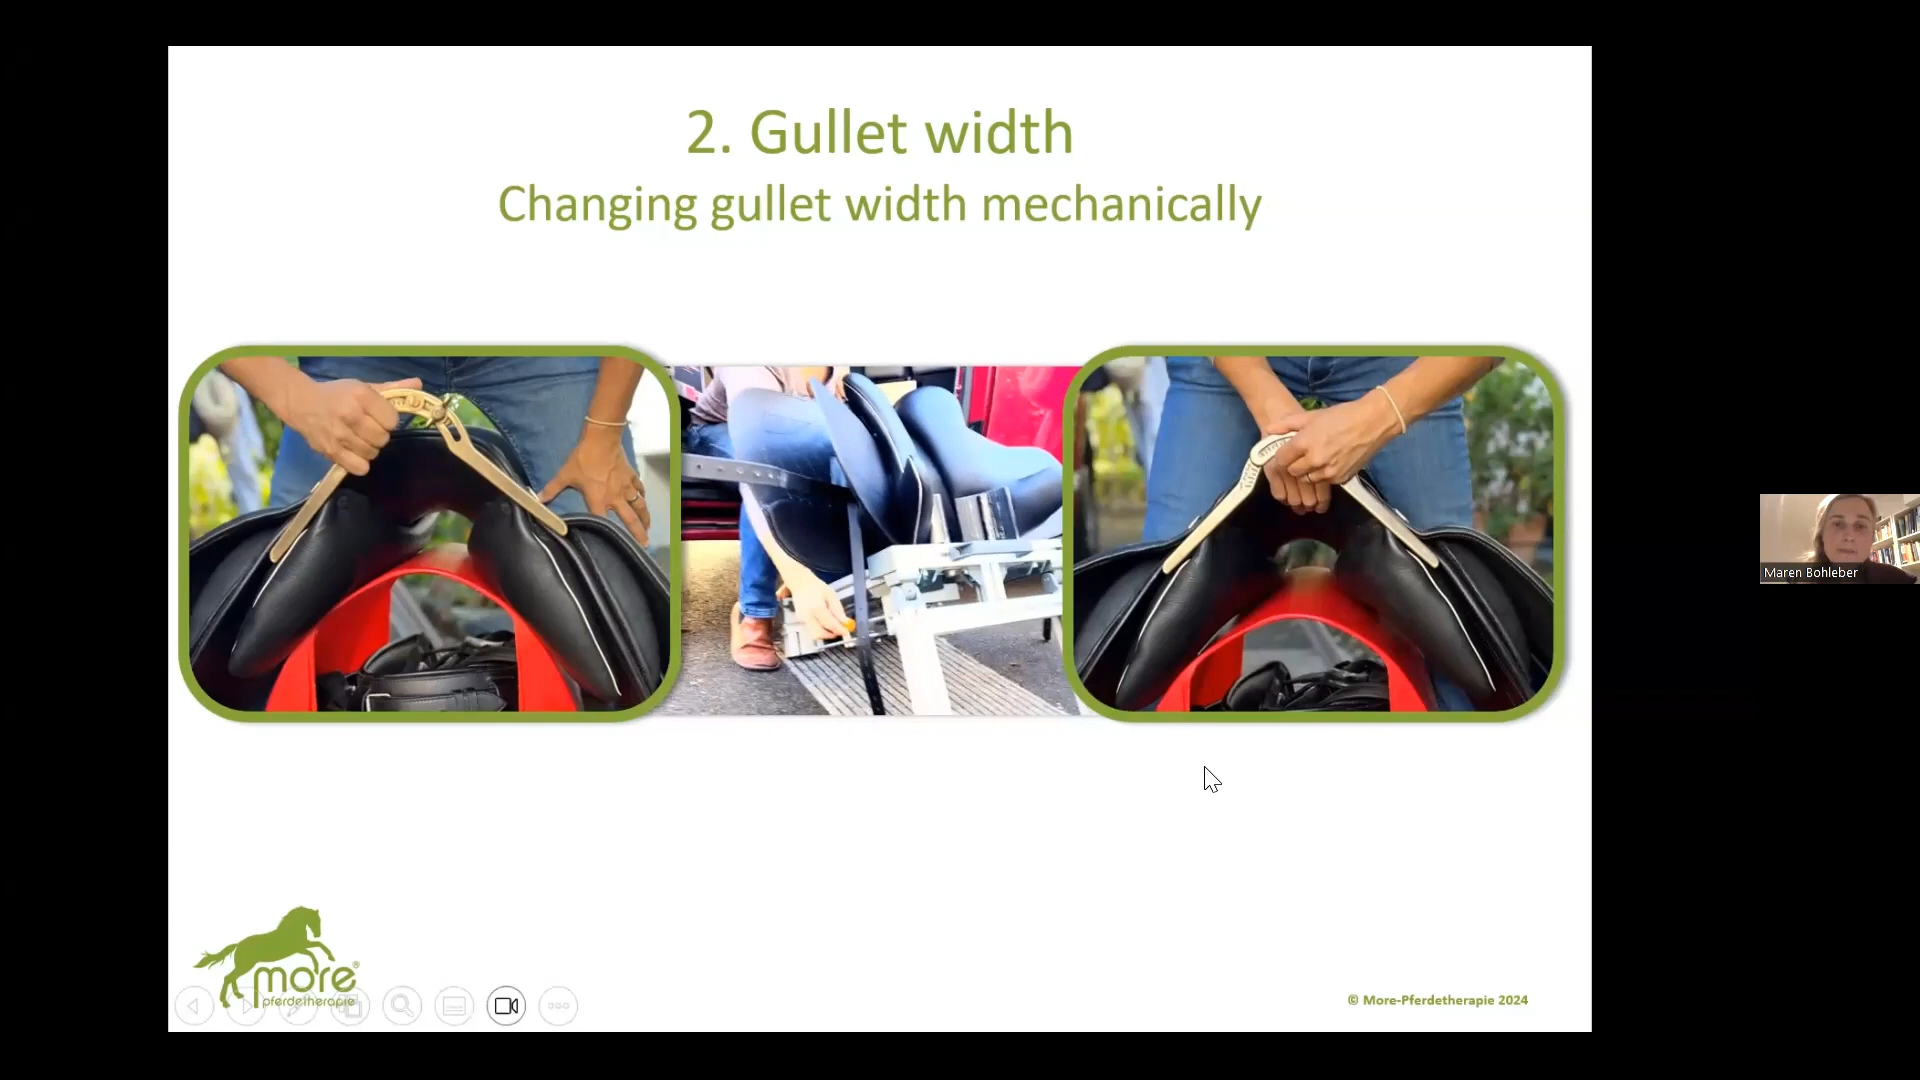 2. Gullet width
Changing gullet width mechanically
Maren Bohleber
more®
pferdetherapie
© More-Pferdetherapie 2024